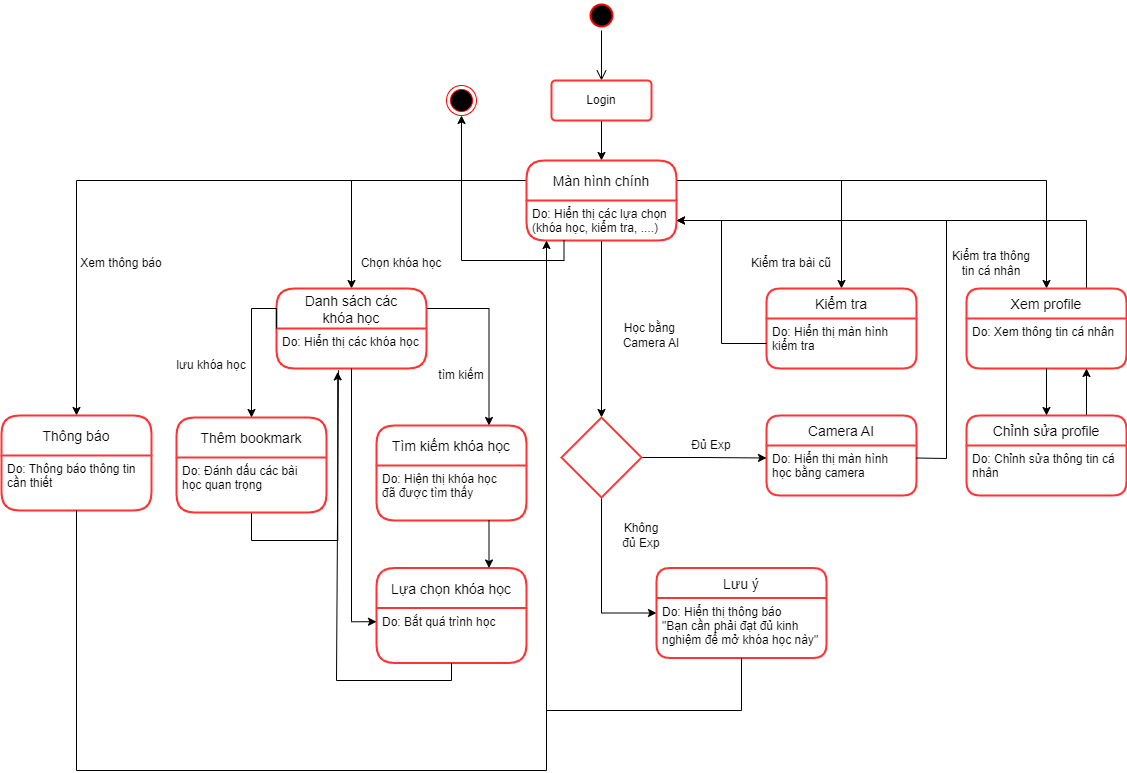 Login
Màn hình chính
Do: Hiển thị các lựa chọn
(khóa học, kiểm tra, ....)
Xem thông báo
Chọn khóa học
Kiểm tra bài cũ
Kiểm tra thông
tin cá nhân
Danh sách các
khóa học
Do: Hiển thị các khóa học
Kiểm tra
Do: Hiển thị màn hình
kiểm tra
Xem profile
Do: Xem thông tin cá nhân
Học bằng
Camera AI
lưu khóa học
tìm kiếm
Thông báo
Do: Thông báo thông tin
cần thiết
Thêm bookmark
Do: Đánh dấu các bài
học quan trọng
Tìm kiếm khóa học
Do: Hiện thị khóa học
đã được tìm thấy
Đủ Exp
Camera AI
Do: Hiển thị màn hình
học bằng camera
Chỉnh sửa profile
Do: Chỉnh sửa thông tin cá
nhân
Không
đủ Exp
Lựa chọn khóa học
Do: Bắt quá trình học
Lưu ý
Do: Hiển thị thông báo
"Bạn cần phải đạt đủ kinh
nghiệm để mở khóa học này"